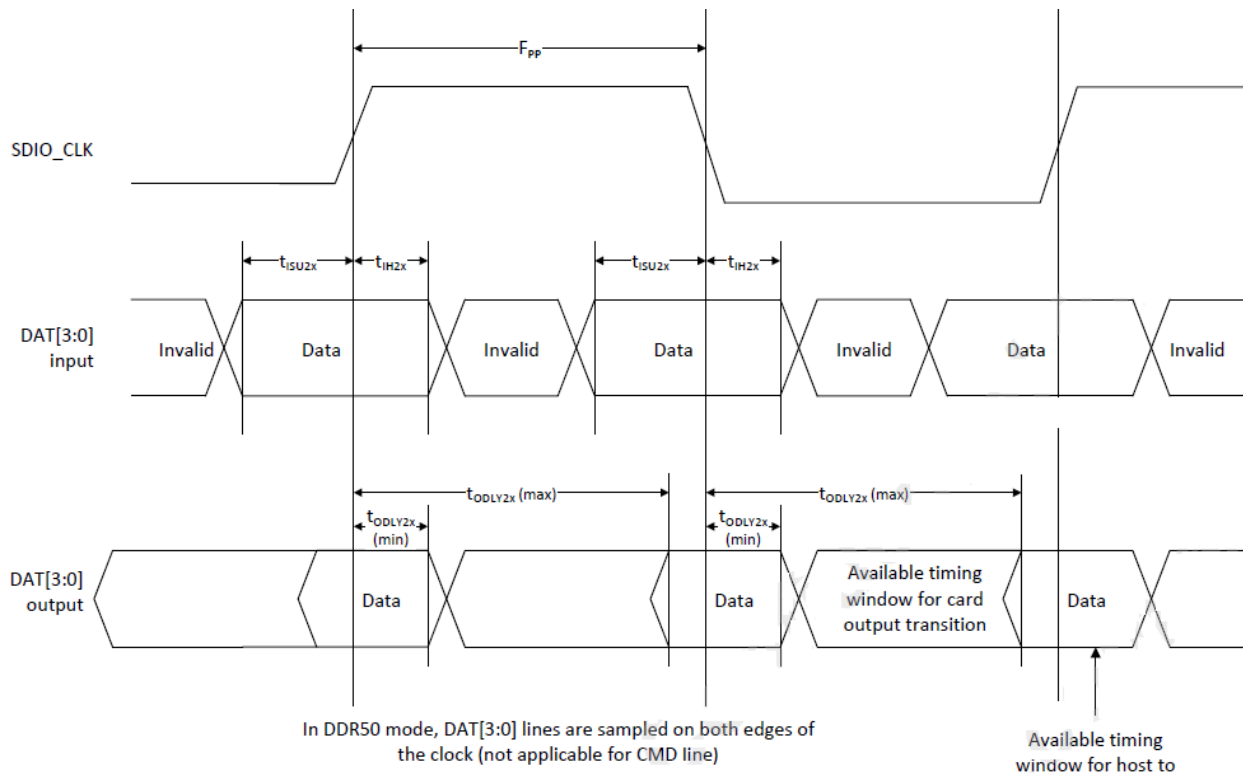 F_PP
SDIO_CLK
t_ISU2x
t_IH2x
t_ISU2x
t_IH2x
DAT[3:0]
input
Invalid
Data
Invalid
Data
Invalid
Data
Invalid
t_ODLY2x (max)
t_ODLY2x (max)
t_ODLY2x
(min)
t_ODLY2x
(min)
DAT[3:0]
output
Data
Data
Available timing
window for card
output transition
Data
In DDR50 mode, DAT[3:0] lines are sampled on both edges of
the clock (not applicable for CMD line)
Available timing
window for host to